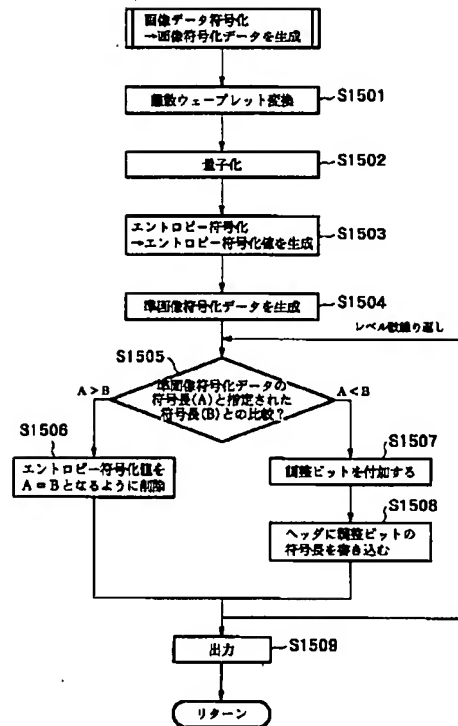 画像データ符号化
→画像符号化データを生成
離散ウェーブレット変換
S1501
量子化
S1502
エントロピー符号化
→エントロピー符号化値を生成
S1503
準画像符号化データを生成
S1504
レベル数繰り返し
S1505
準画像符号化データの
符号長(A)と指定された
符号長(B)との比較?
A>B
A<B
S1506
エントロピー符号化値を
A=Bとなるように削除
S1507
調整ビットを付加する
S1508
ヘッダに調整ビットの
符号長を書き込む
出力
S1509
リターン